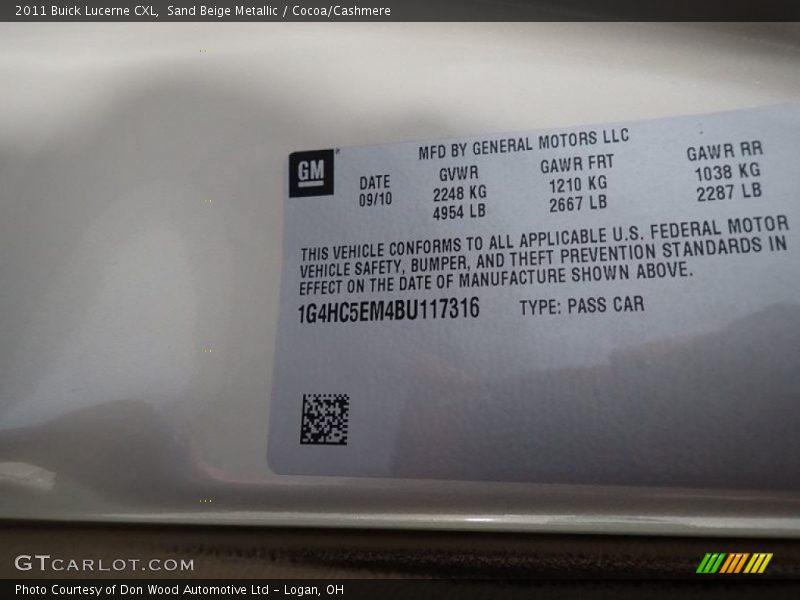 2011 Buick Lucerne CXL,  Sand Beige Metallic / Cocoa/Cashmere
GM
MFD BY GENERAL MOTORS LLC
DATE 09/10
GVWR 2248 KG 4954 LB
GAWR FRT 1210 KG 2667 LB
GAWR RR 1038 KG 2287 LB
THIS VEHICLE CONFORMS TO ALL APPLICABLE U.S. FEDERAL MOTOR
VEHICLE SAFETY, BUMPER, AND THEFT PREVENTION STANDARDS IN
EFFECT ON THE DATE OF MANUFACTURE SHOWN ABOVE.
1G4HC5EM4BU117316 TYPE: PASS CAR
GTCARLOT.COM
Photo Courtesy of Don Wood Automotive Ltd - Logan, OH